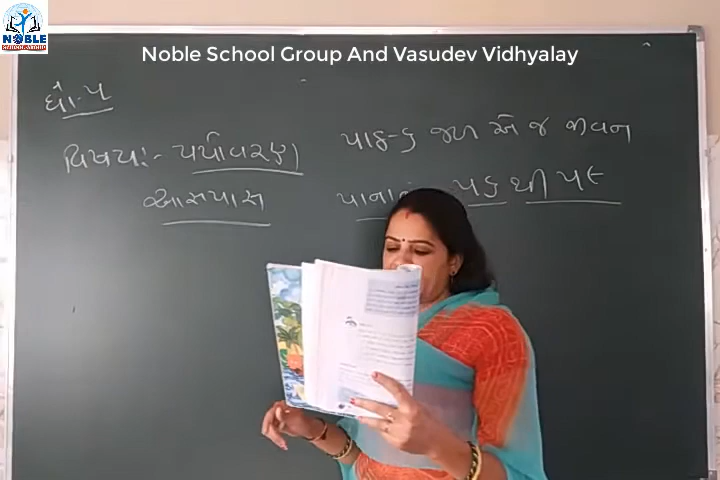 NOBLE
Noble School Group And Vasudev Vidhyalay
ધો.૫
વિષય:- પર્યાવરણ
આસપાસ
પાઠ-૬ જળ એ જ જીવન
પાના નં ૫૬ થી ૫૯